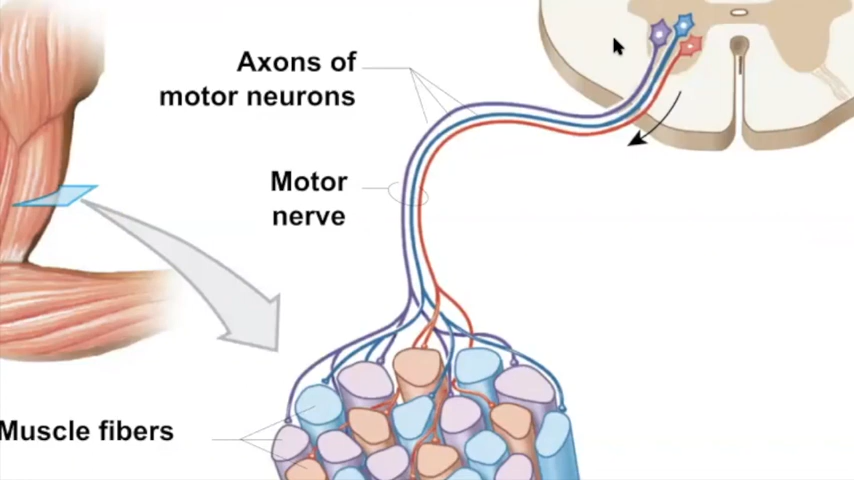 Axons of
motor neurons
Motor
nerve
Muscle fibers